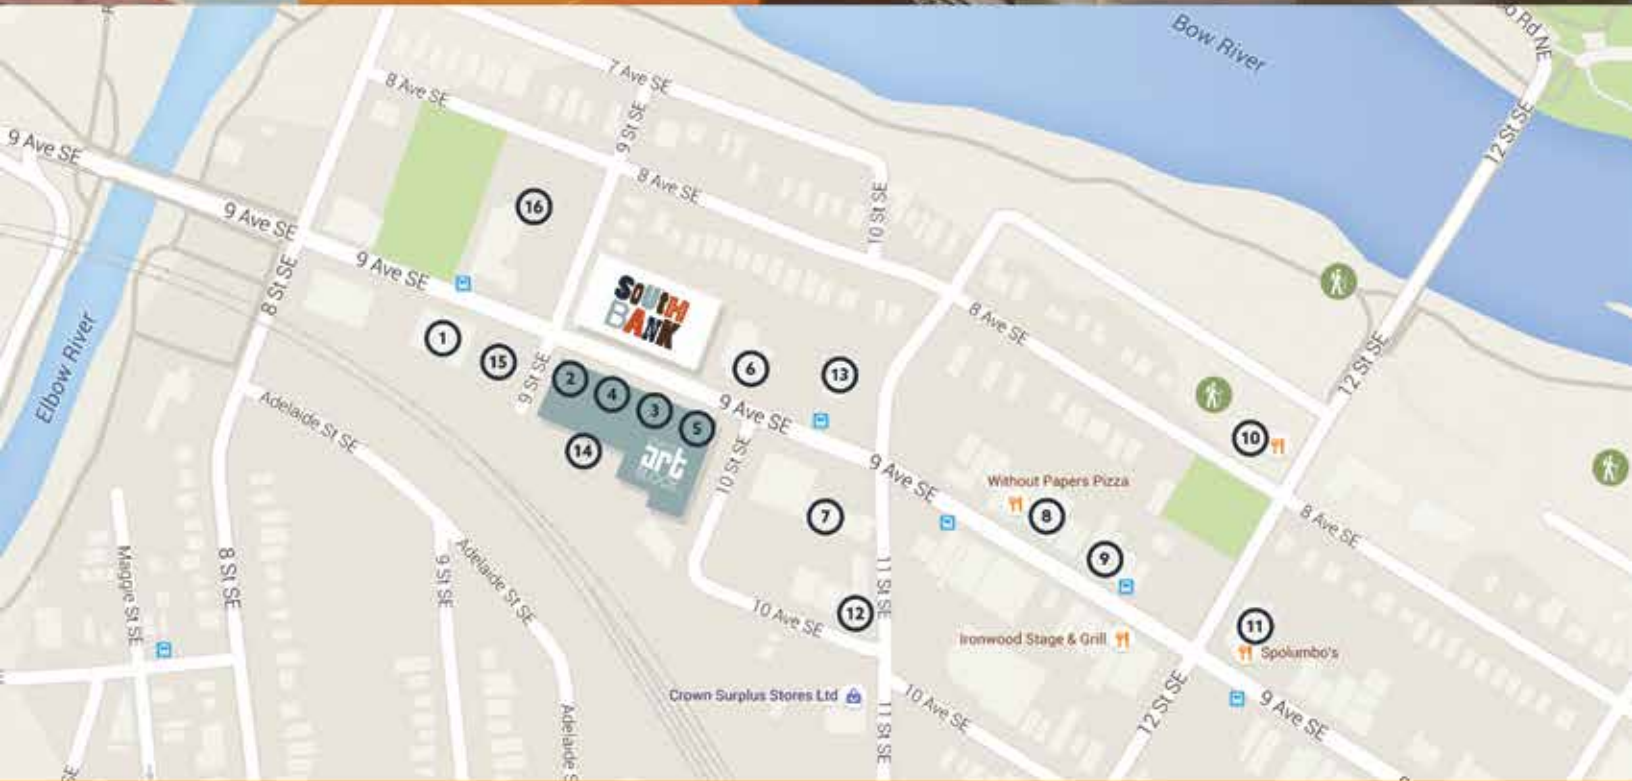 Bow River
Rd NE
7 Ave SE
8 Ave SE
9 St SE
12 St SE
9 Ave SE
8 Ave SE
10 St SE
16
9 Ave SE
9 Ave SE
8 St SE
SOUTH
BANK
8 Ave SE
Elbow River
1
15
9 St SE
2
4
3
5
6
13
9 Ave SE
12 St SE
14
art
10 St SE
10
Adelaide St SE
9 Ave SE
Without Papers Pizza
8
7
8 Ave SE
9
Maggie St SE
8 St SE
9 St SE
Adelaide St SE
11 St SE
10 Ave SE
12
11
Ironwood Stage & Grill
Spolumbo's
Crown Surplus Stores Ltd
10 Ave SE
11 St SE
12 St SE
9 Ave SE
Adelaide S
SE